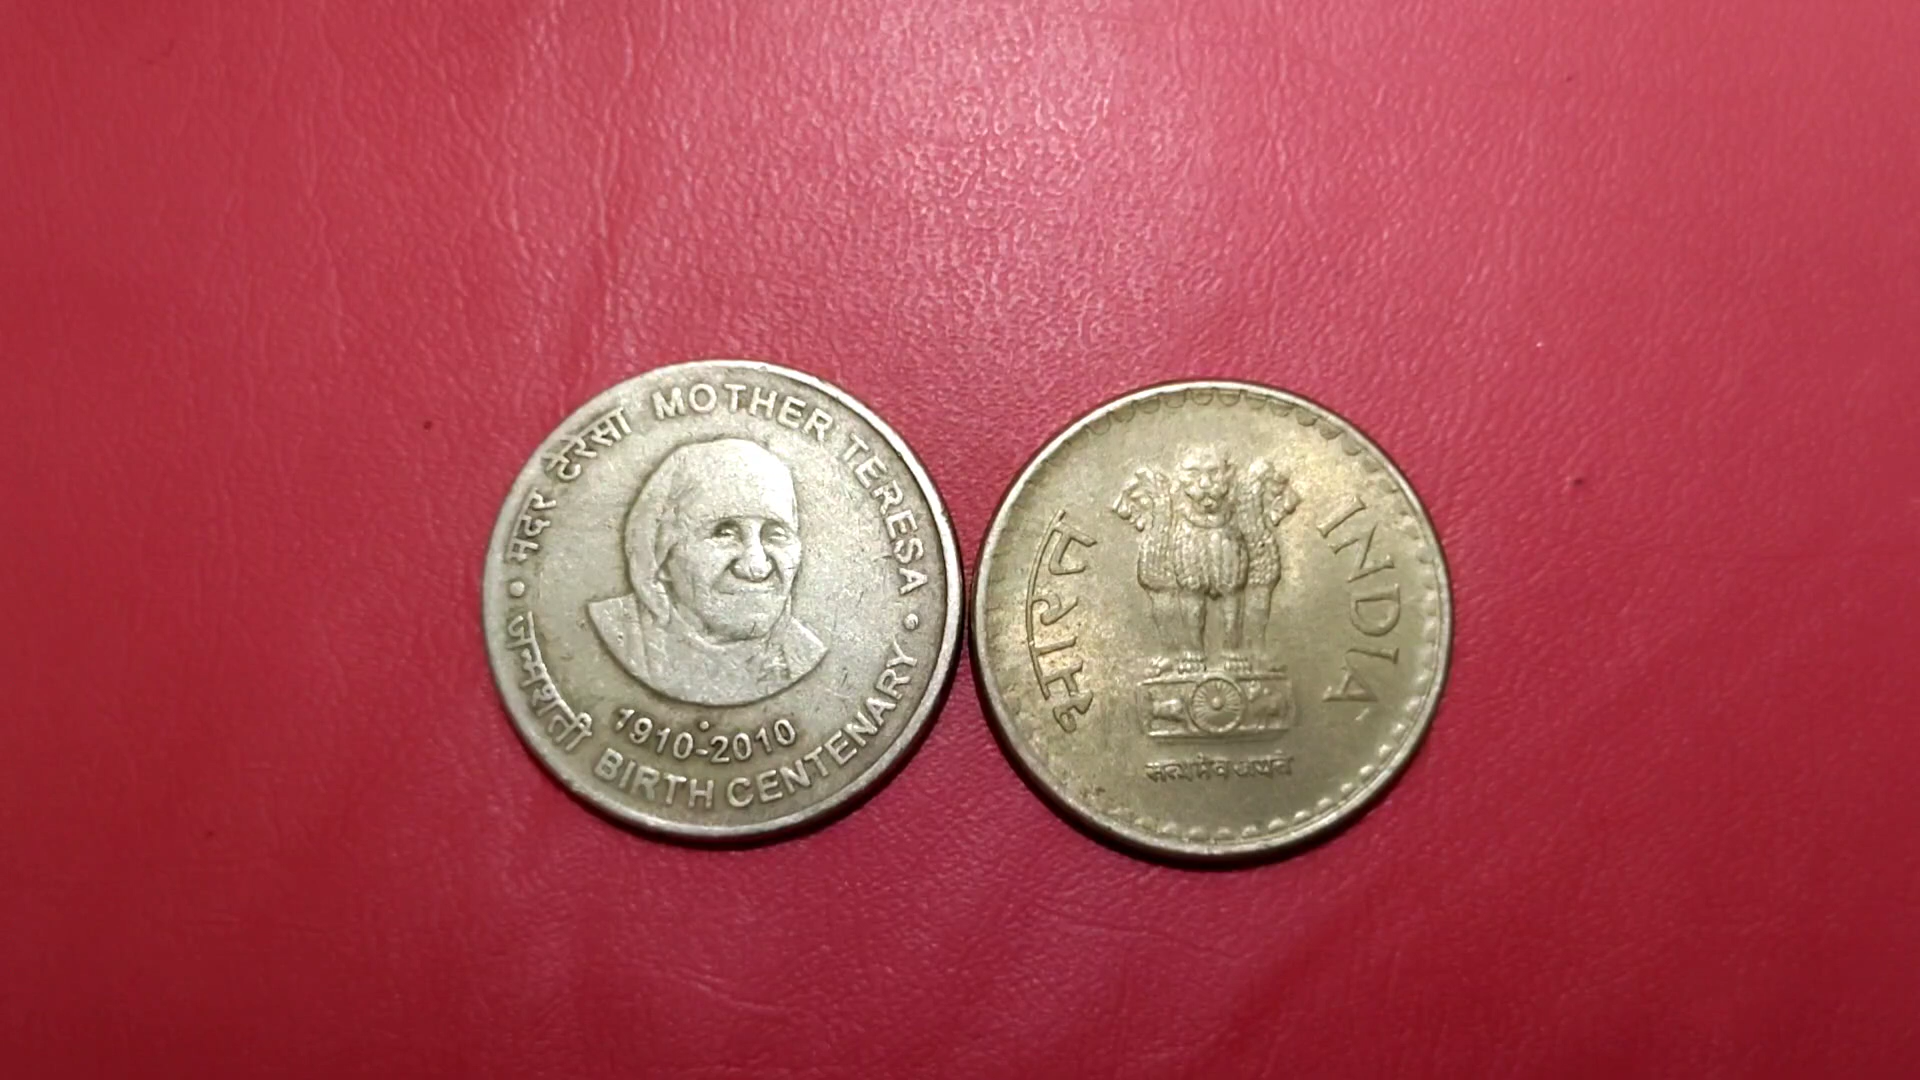 मदर टेरेसा MOTHER TERESA
1910-2010
जन्मशती BIRTH CENTENARY
भारत
INDIA
सत्यमेव जयते